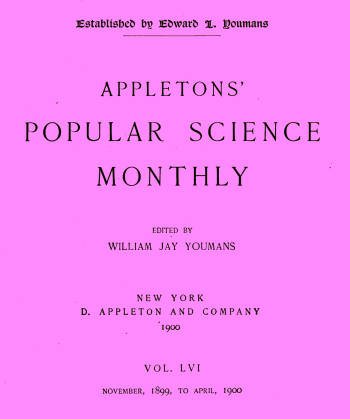 Established by Edward L. Youmans
APPLETONS'
POPULAR SCIENCE
MONTHLY
EDITED BY
WILLIAM JAY YOUMANS
NEW YORK
D. APPLETON AND COMPANY
1900
VOL. LVI
NOVEMBER, 1899, TO APRIL, 1900